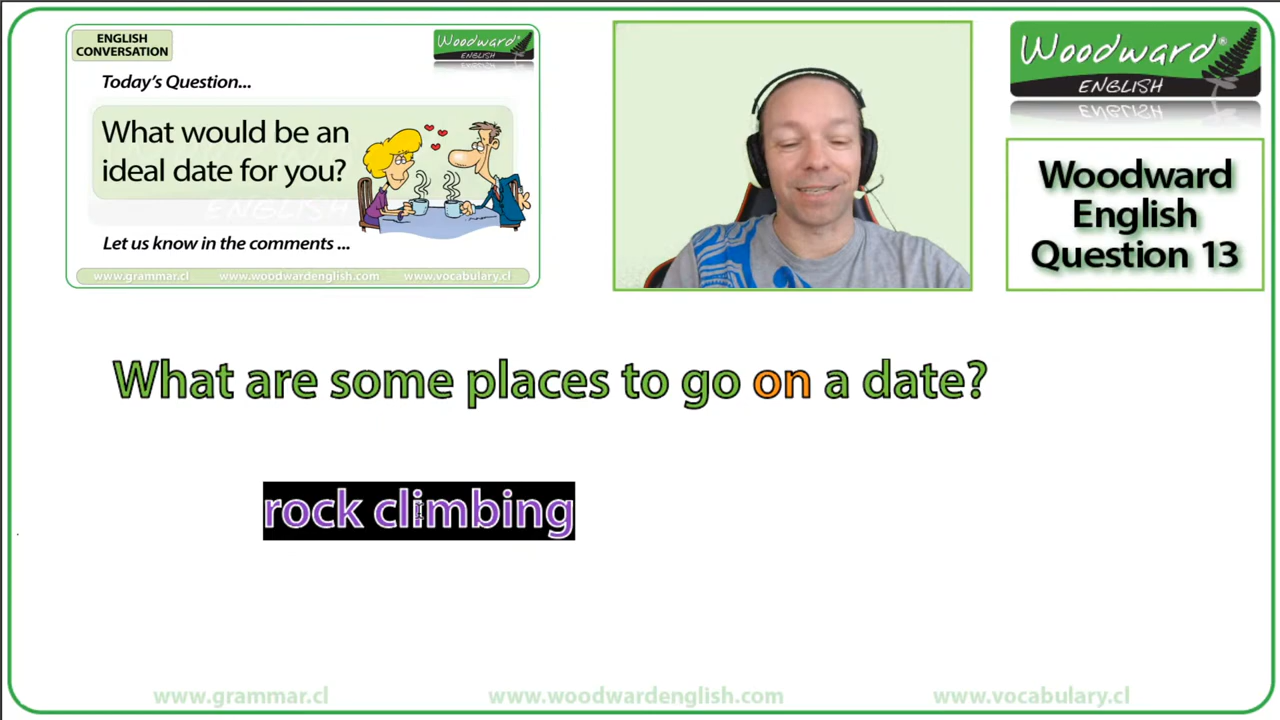 ENGLISH
CONVERSATION
Woodward
ENGLISH
Today's Question...
What would be an
ideal date for you?
Let us know in the comments ...
www.grammar.cl www.woodwardenglish.com www.vocabulary.cl
Woodward®
ENGLISH
Woodward
English
Question 13
What are some places to go on a date?
rock climbing
www.grammar.cl www.woodwardenglish.com www.vocabulary.cl